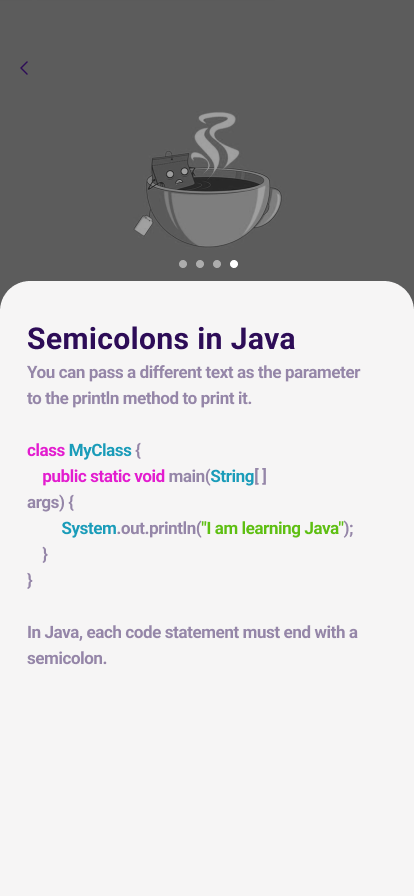 Semicolons in Java
You can pass a different text as the parameter
to the println method to print it.
class MyClass {
public static void main(String[ ]
args) {
System.out.println("I am learning Java");
}
}
In Java, each code statement must end with a
semicolon.